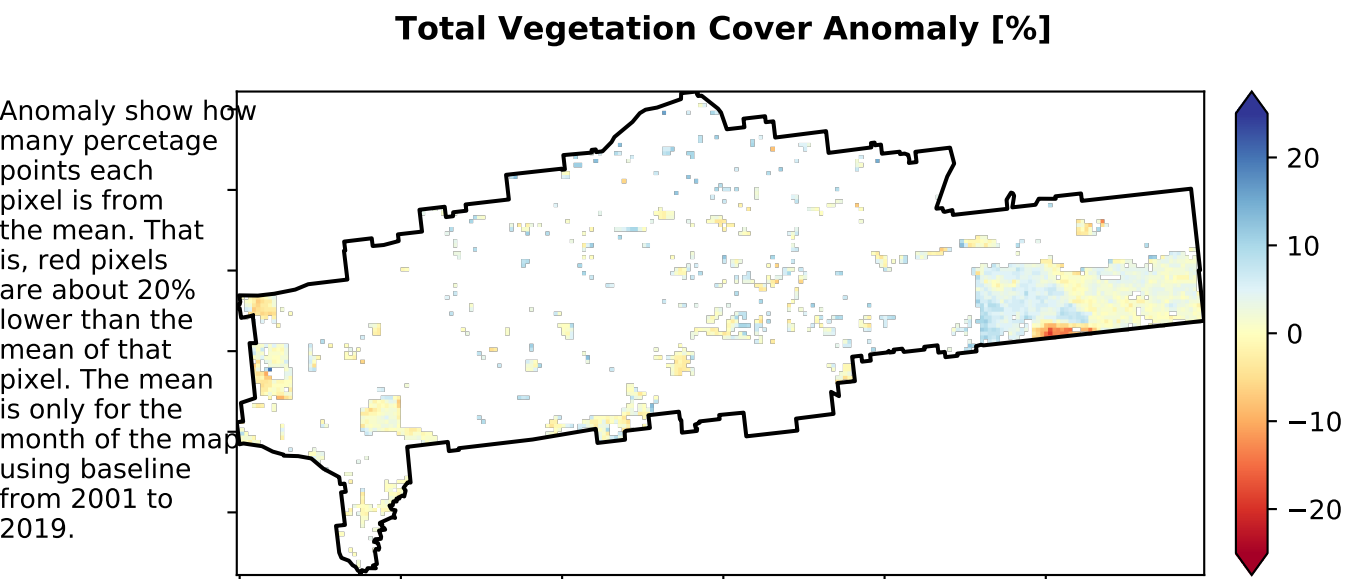 Total Vegetation Cover Anomaly [%]
Anomaly show how
many percetage
points each
pixel is from
the mean. That
is, red pixels
are about 20%
lower than the
mean of that
pixel. The mean
is only for the
month of the map
using baseline
from 2001 to
2019.
20
10
0
−10
−20